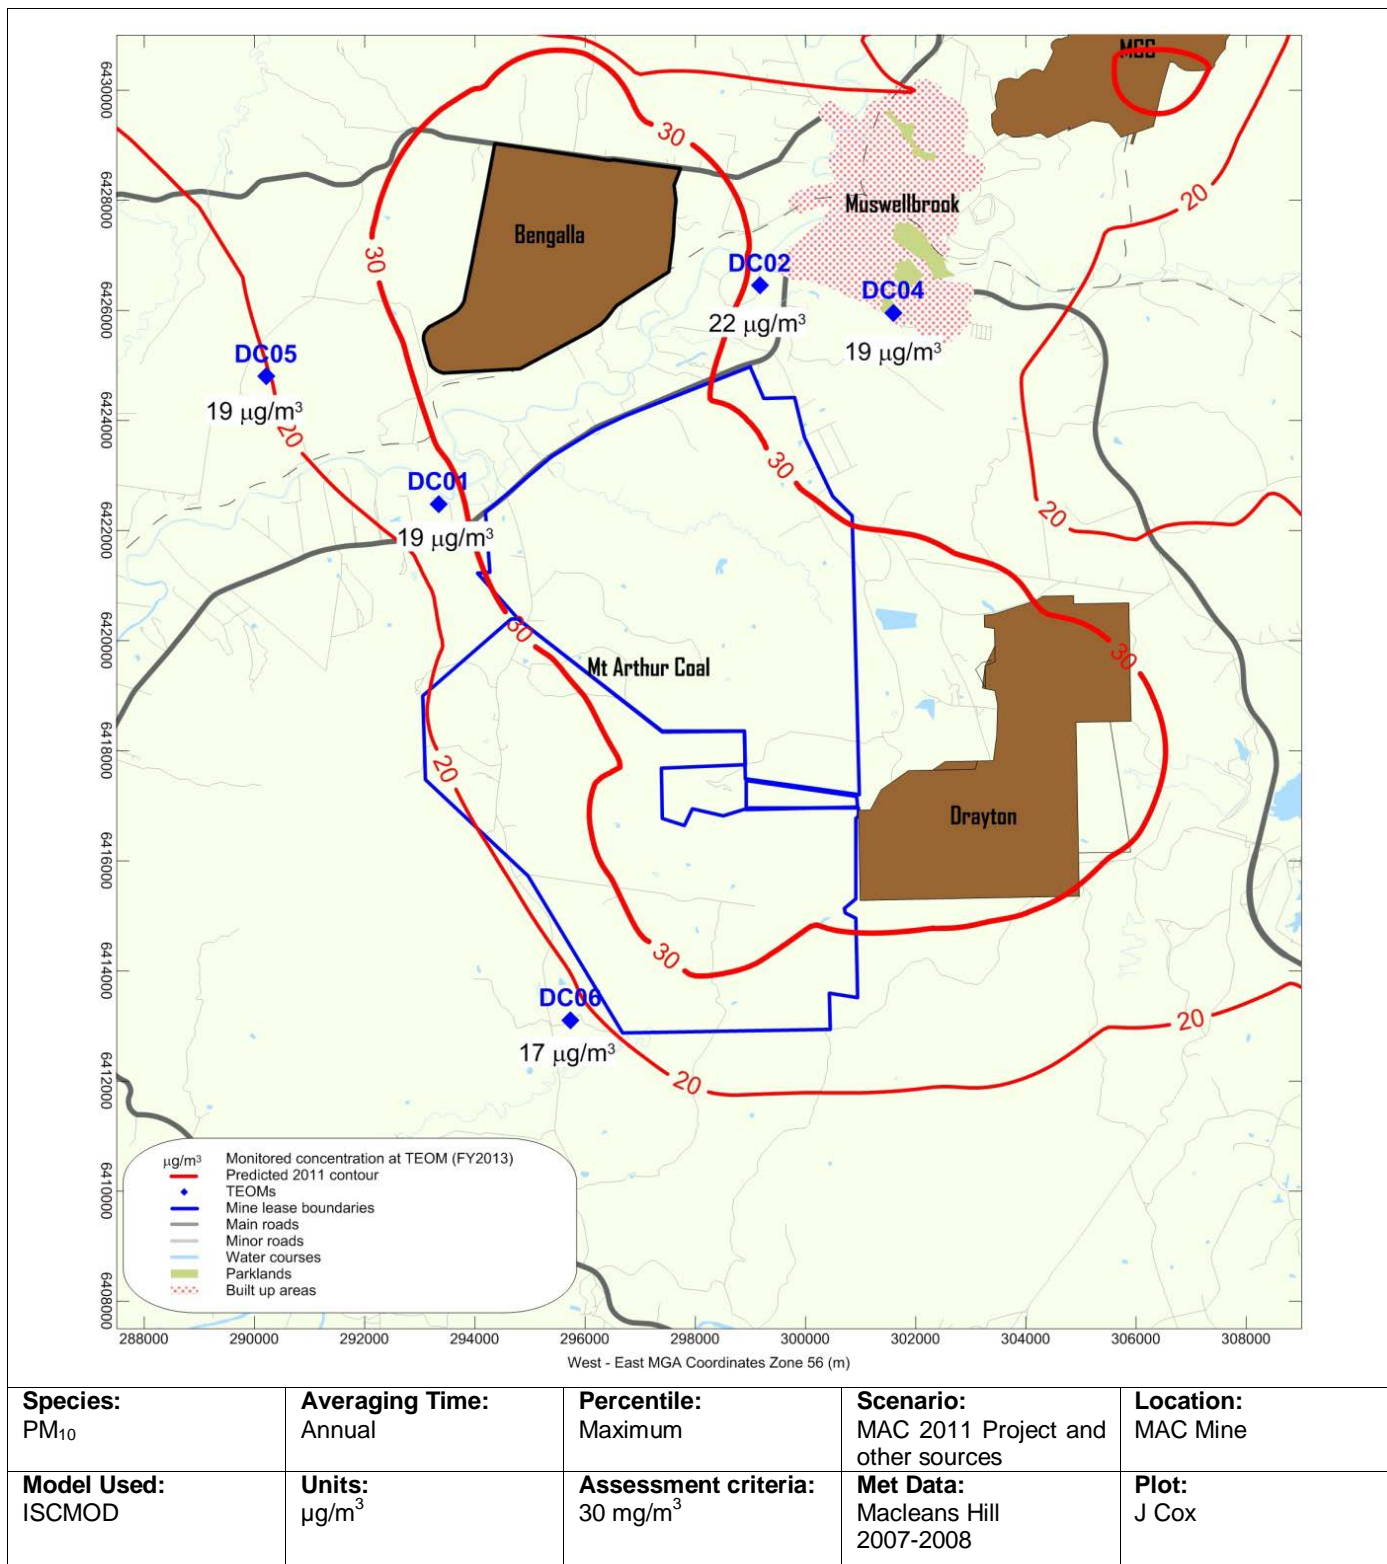 MCC
30
20
Muswellbrook
Bengalla
30
DC02
22 µg/m³
DC04
19 µg/m³
DC05
19 µg/m³
20
30
DC01
19 µg/m³
20
30
Mt Arthur Coal
30
20
Drayton
30
DC06
17 µg/m³
20
20
6430000
6428000
6426000
6424000
6422000
6420000
6418000
6416000
6414000
6412000
6410000
6408000
µg/m³ Monitored concentration at TEOM (FY2013)
Predicted 2011 contour
TEOMs
Mine lease boundaries
Main roads
Minor roads
Water courses
Parklands
Built up areas
288000 290000 292000 294000 296000 298000 300000 302000 304000 306000 308000
West - East MGA Coordinates Zone 56 (m)
Species:
PM₁₀
Averaging Time:
Annual
Percentile:
Maximum
Scenario:
MAC 2011 Project and
other sources
Location:
MAC Mine
Model Used:
ISCMOD
Units:
µg/m³
Assessment criteria:
30 mg/m³
Met Data:
Macleans Hill
2007-2008
Plot:
J Cox